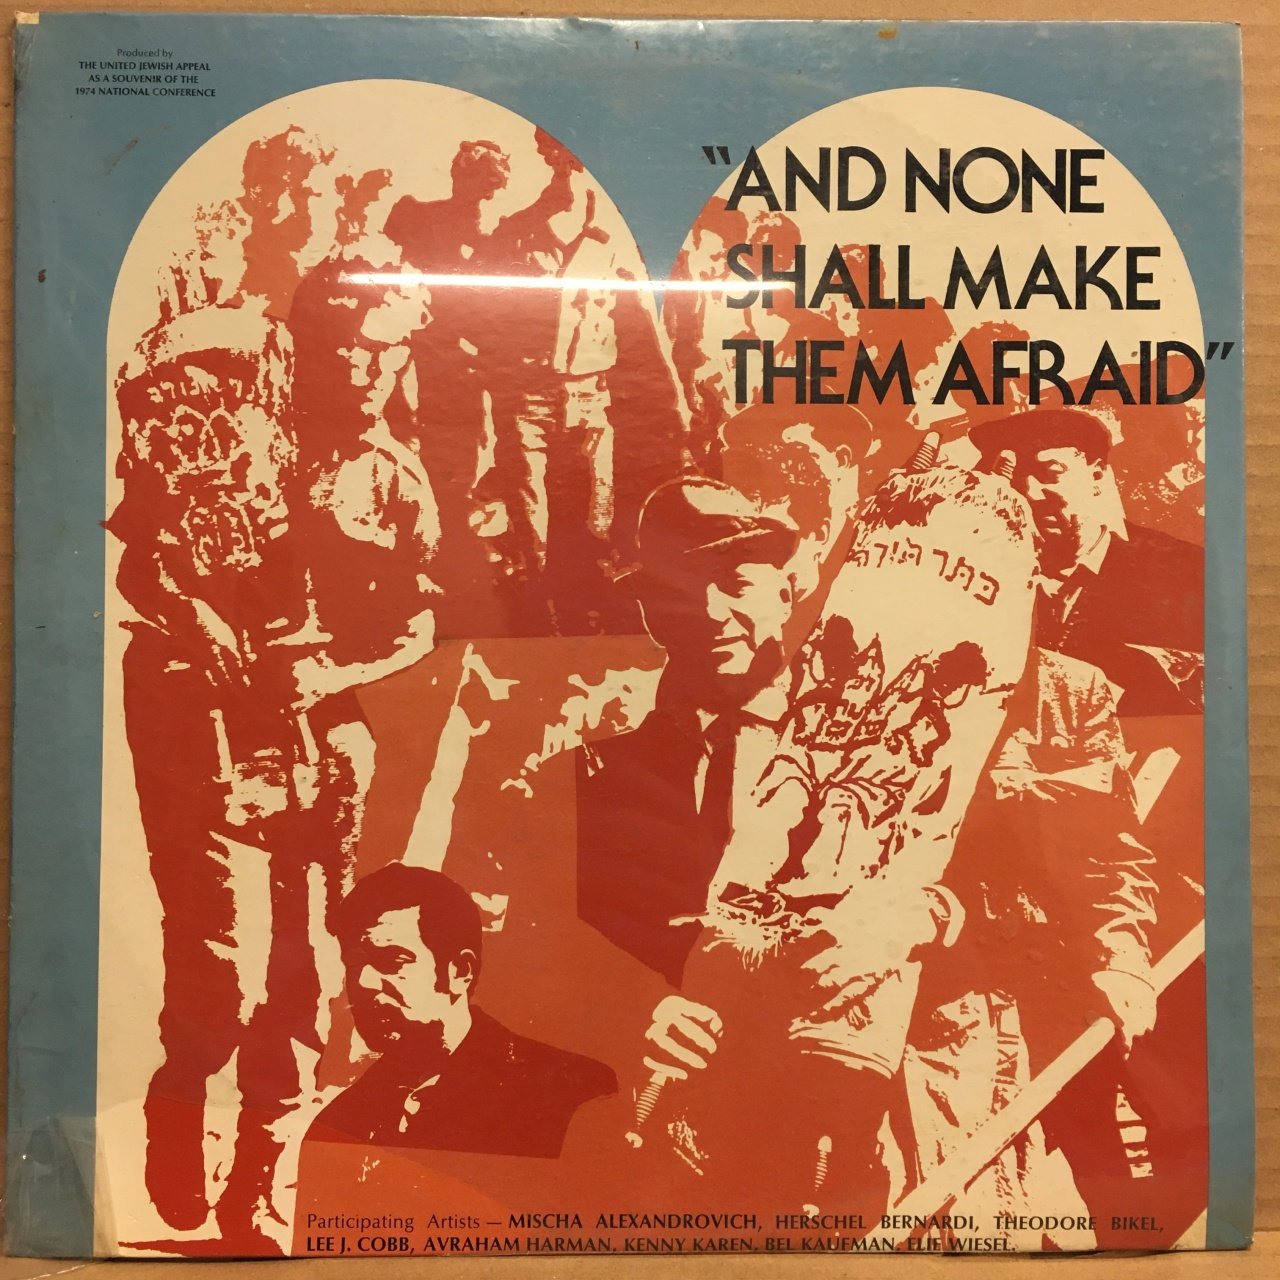 Produced by
THE UNITED JEWISH APPEAL
AS A SOUVENIR OF THE
1974 NATIONAL CONFERENCE
"AND NONE
SHALL MAKE
THEM AFRAID"
כתר תורה
Participating Artists — MISCHA ALEXANDROVICH, HERSCHEL BERNARDI, THEODORE BIKEL,
LEE J. COBB, AVRAHAM HARMAN, KENNY KAREN, BEL KAUFMAN, ELIE WIESEL.